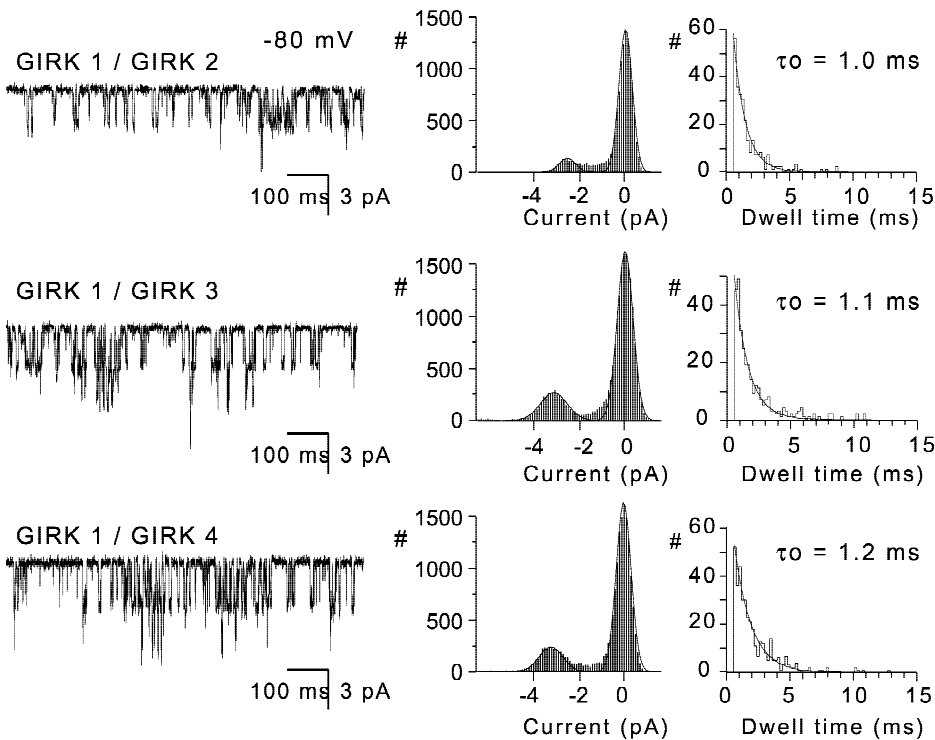 -80 mV
GIRK 1 / GIRK 2
100 ms 3 pA
#
1500
1000
500
0
-4 -2 0
Current (pA)
#
60
40
20
0
τo = 1.0 ms
0 5 10 15
Dwell time (ms)
GIRK 1 / GIRK 3
100 ms 3 pA
#
1500
1000
500
0
-4 -2 0
Current (pA)
#
40
20
0
τo = 1.1 ms
0 5 10 15
Dwell time (ms)
GIRK 1 / GIRK 4
100 ms 3 pA
#
1500
1000
500
0
-4 -2 0
Current (pA)
#
60
40
20
0
τo = 1.2 ms
0 5 10 15
Dwell time (ms)